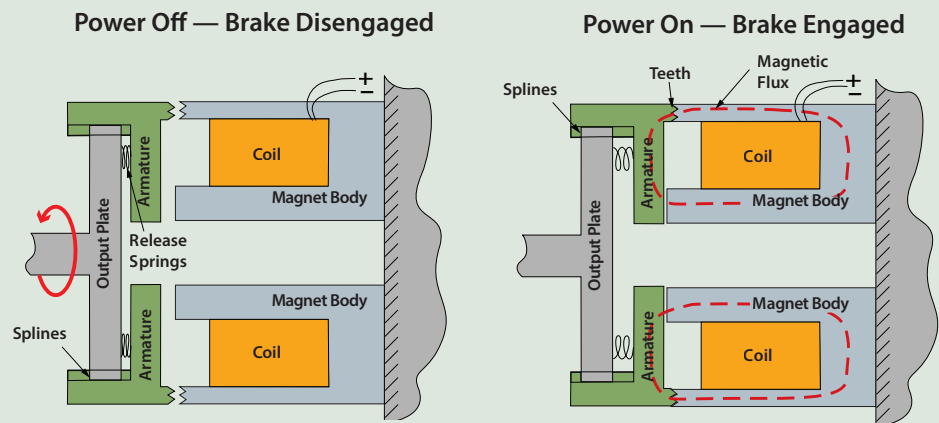 Power Off — Brake Disengaged
+
−
Coil
Armature
Magnet Body
Output Plate
Release
Springs
Magnet Body
Splines
Armature
Coil
Power On — Brake Engaged
Magnetic
Flux
Teeth
Splines
+
−
Coil
Armature
Magnet Body
Output Plate
Magnet Body
Armature
Coil